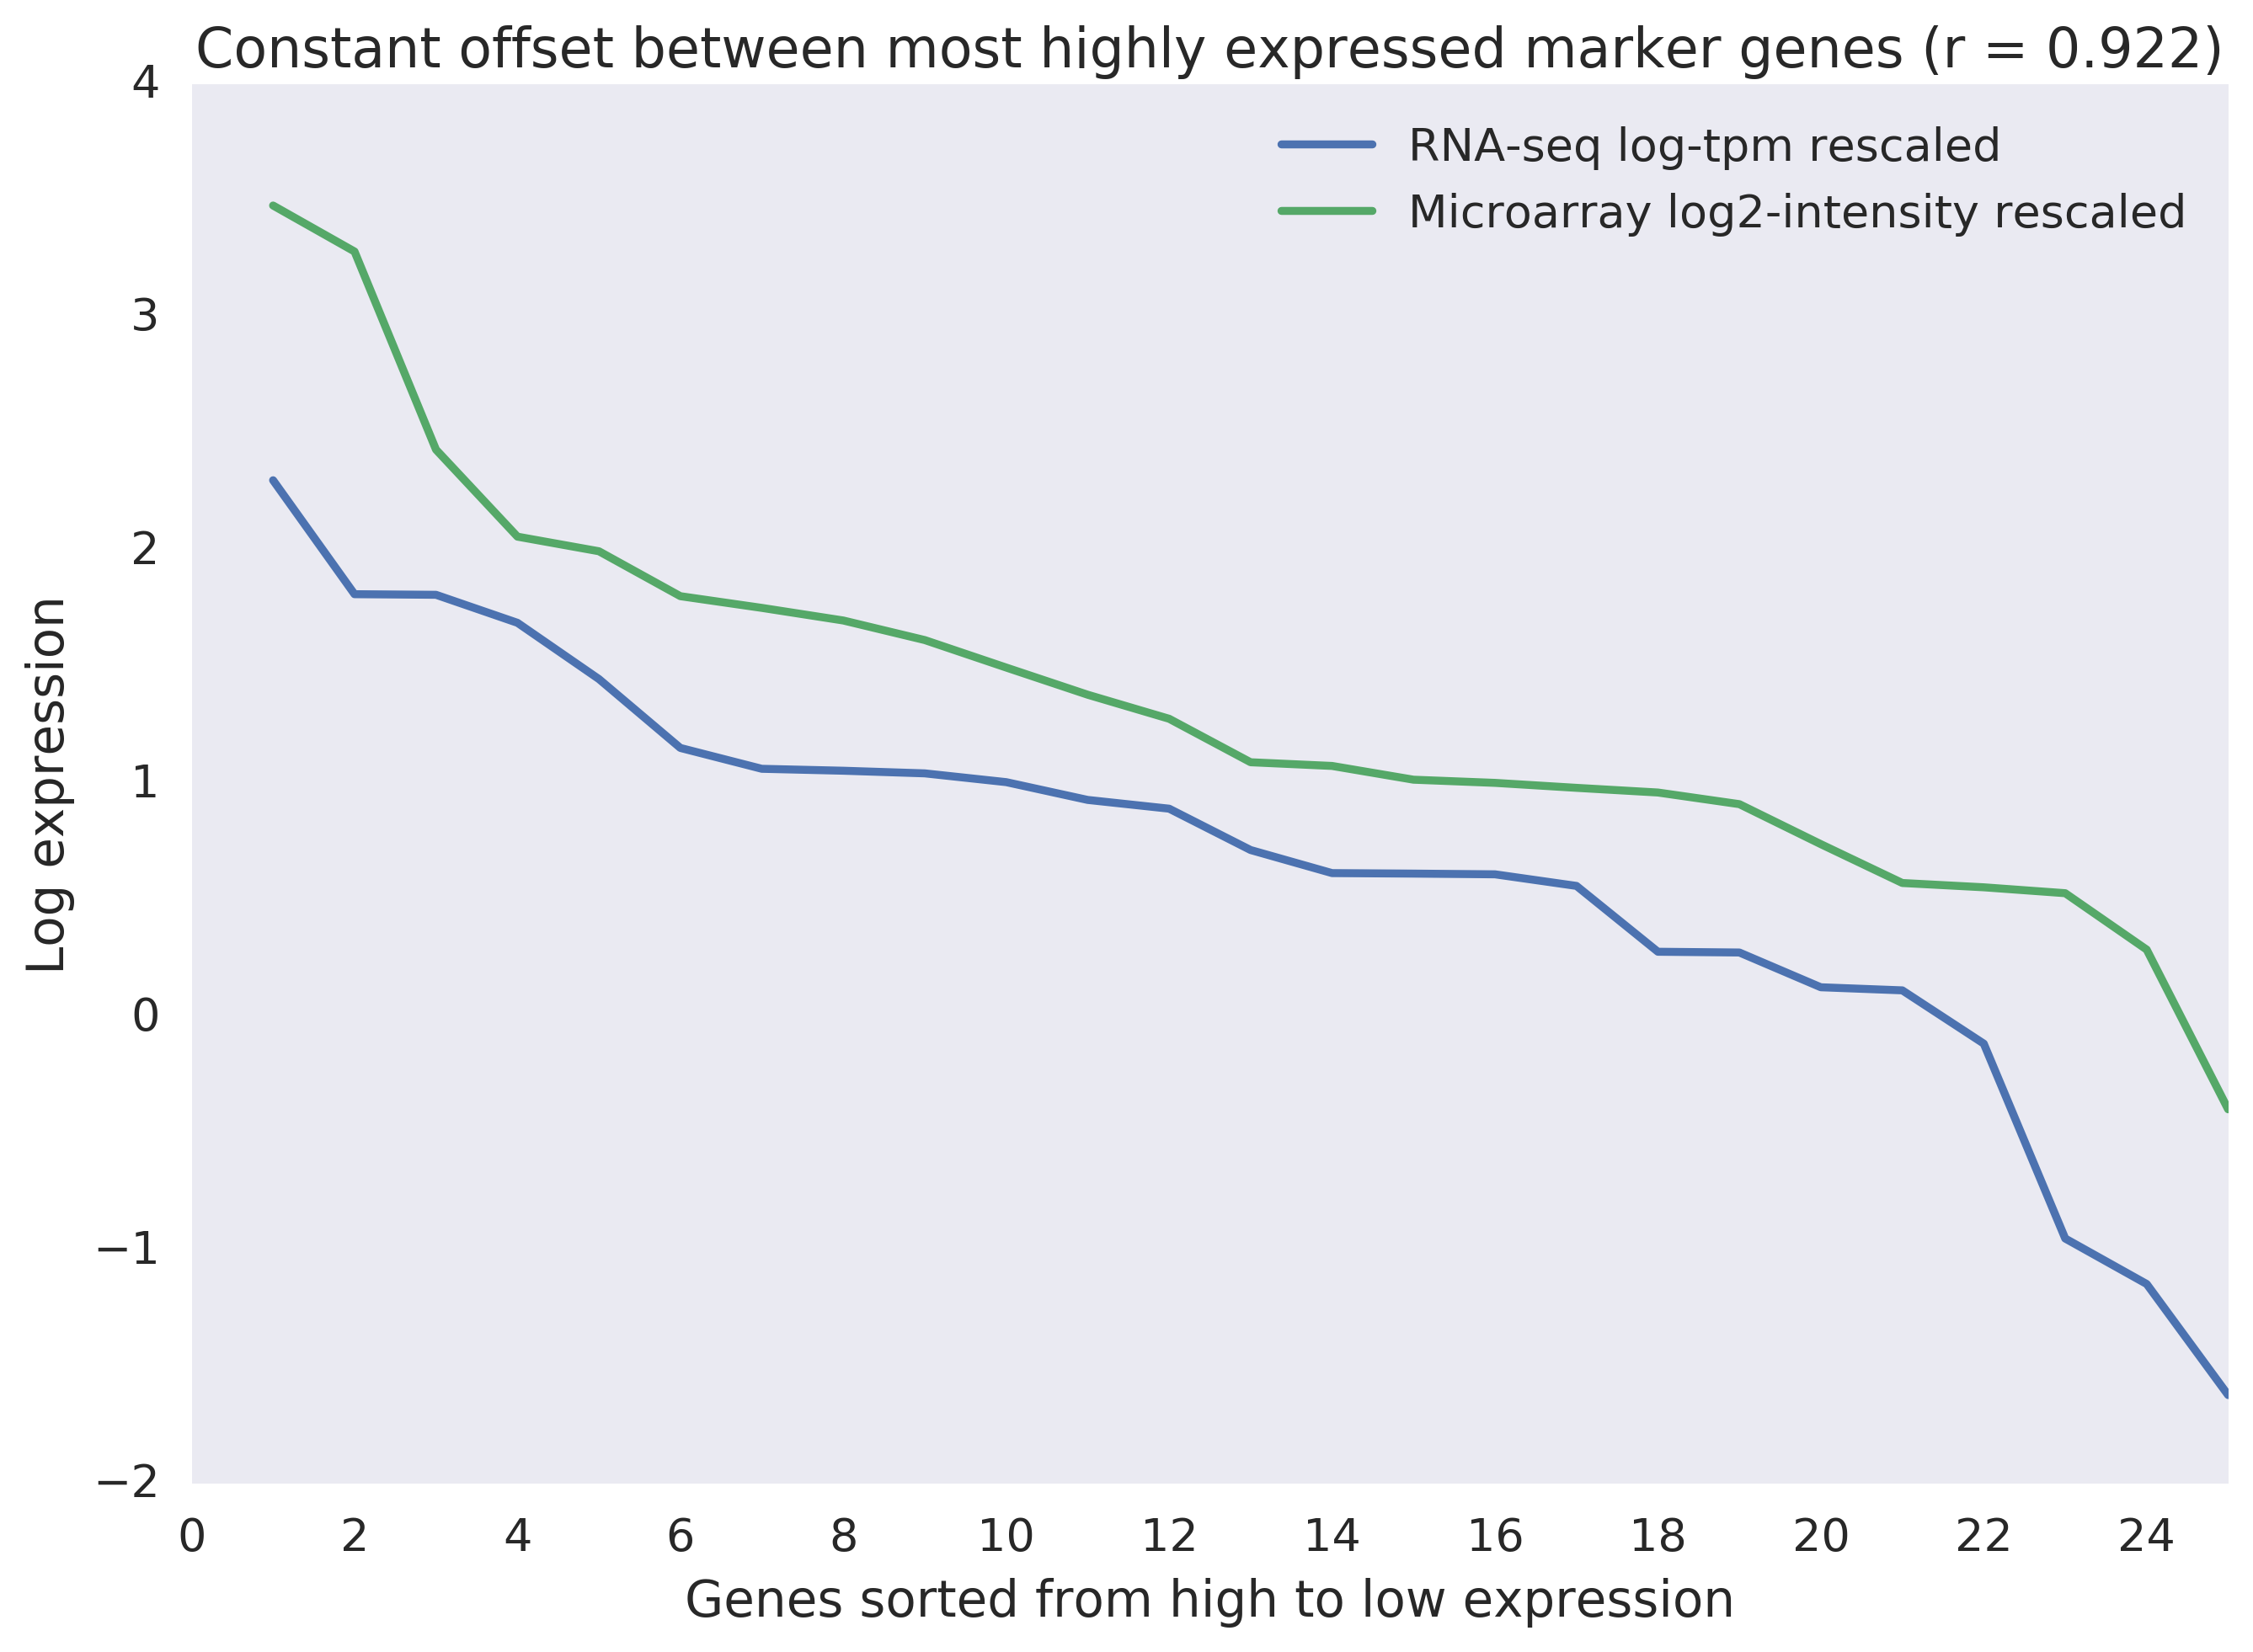 Constant offset between most highly expressed marker genes (r = 0.922)
4
3
2
1
0
−1
−2
Log expression
RNA-seq log-tpm rescaled
Microarray log2-intensity rescaled
0 2 4 6 8 10 12 14 16 18 20 22 24
Genes sorted from high to low expression